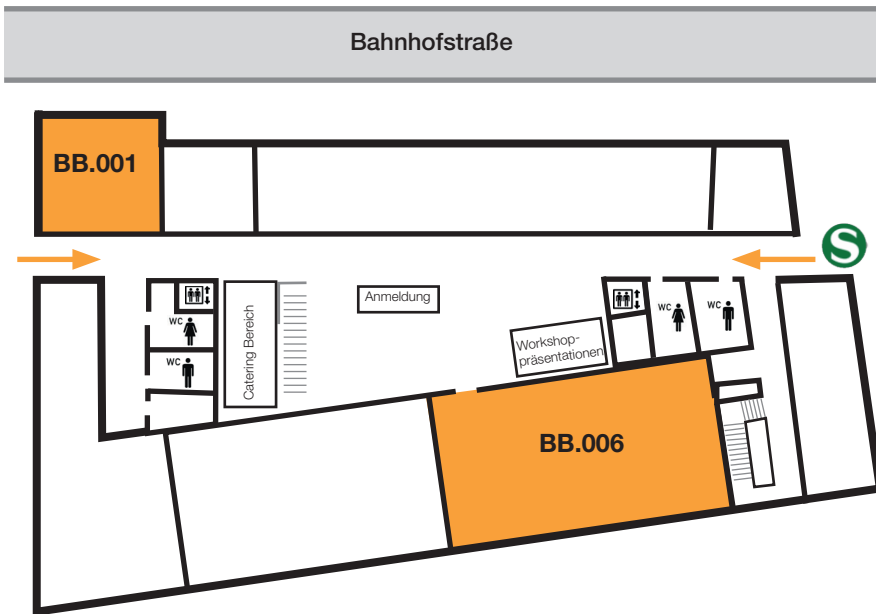 Bahnhofstraße
BB.001
S
Anmeldung
WC
WC
Catering Bereich
Workshop-
präsentationen
WC
WC
BB.006